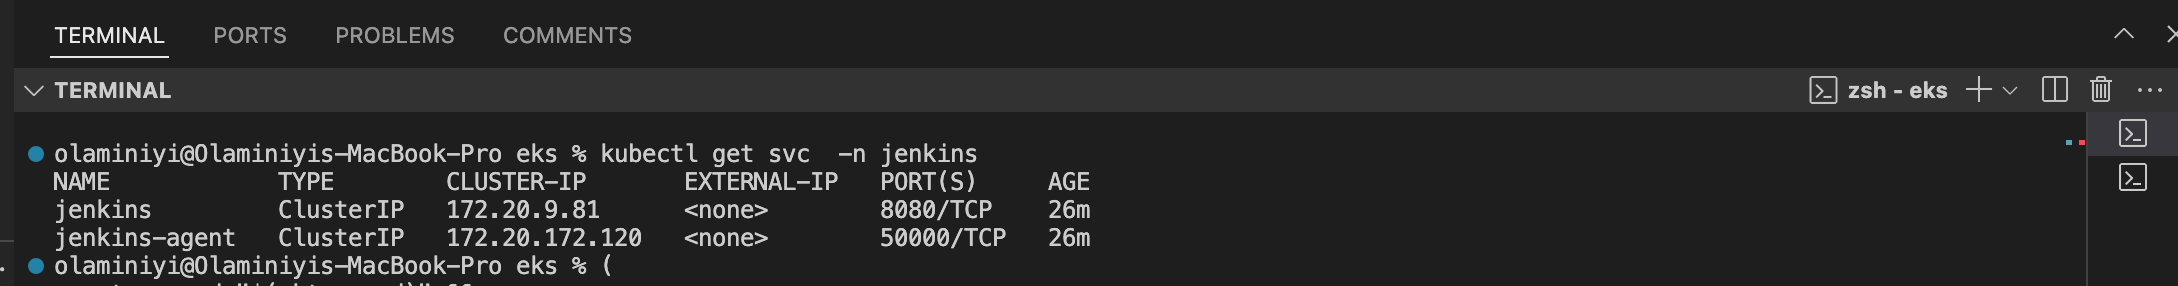 TERMINAL PORTS PROBLEMS COMMENTS
TERMINAL zsh - eks
olaminiyi@Olaminiyis-MacBook-Pro eks % kubectl get svc  -n jenkins
NAME            TYPE        CLUSTER-IP       EXTERNAL-IP   PORT(S)     AGE
jenkins         ClusterIP   172.20.9.81      <none>        8080/TCP    26m
jenkins-agent   ClusterIP   172.20.172.120   <none>        50000/TCP   26m
olaminiyi@Olaminiyis-MacBook-Pro eks % (